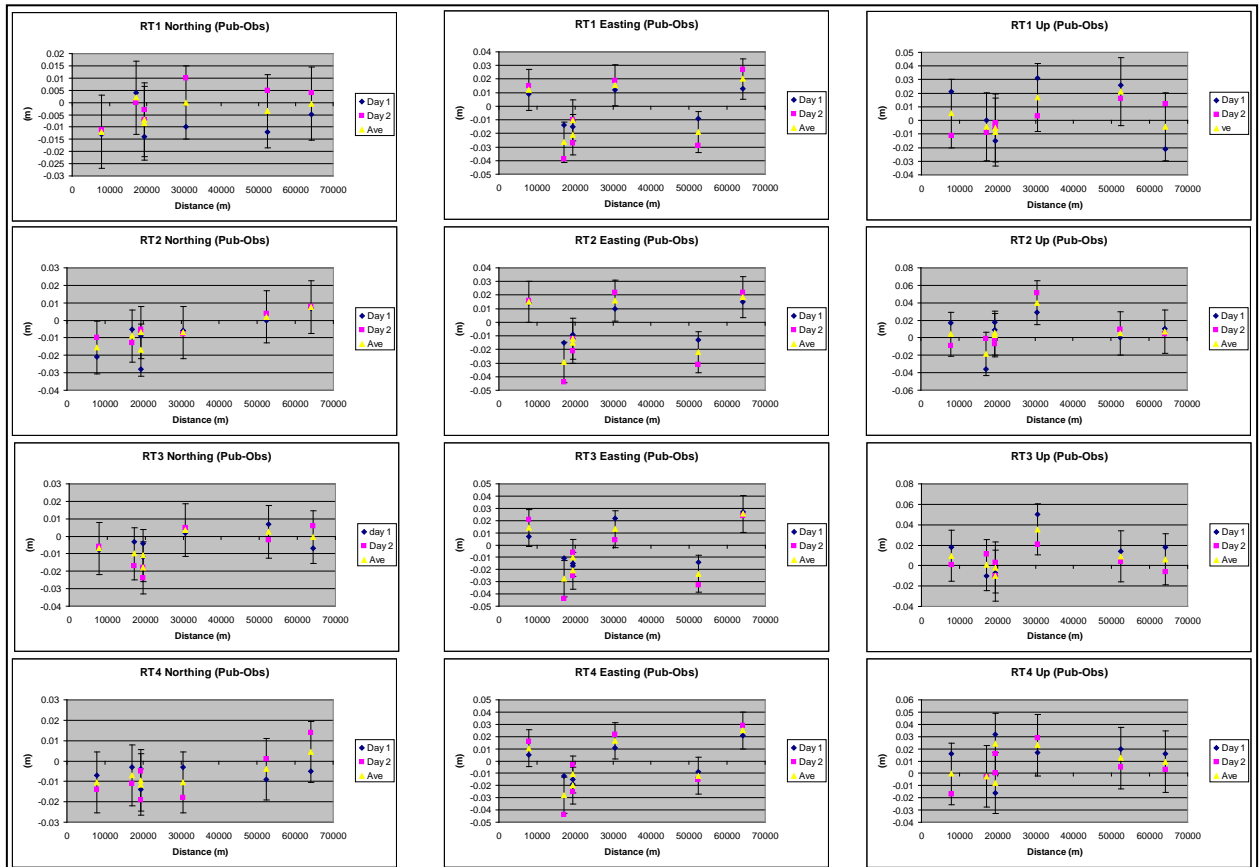 RT1 Northing (Pub-Obs)
0.02
0.015
0.01
0.005
0
-0.005
-0.01
-0.015
-0.02
-0.025
-0.03
(m)
0 10000 20000 30000 40000 50000 60000 70000
Distance (m)
Day 1
Day 2
Ave
RT1 Easting (Pub-Obs)
0.04
0.03
0.02
0.01
0
-0.01
-0.02
-0.03
-0.04
-0.05
(m)
0 10000 20000 30000 40000 50000 60000 70000
Distance (m)
Day 1
Day 2
Ave
RT1 Up (Pub-Obs)
0.05
0.04
0.03
0.02
0.01
0
-0.01
-0.02
-0.03
-0.04
(m)
0 10000 20000 30000 40000 50000 60000 70000
Distance (m)
Day 1
Day 2
ve
RT2 Northing (Pub-Obs)
0.03
0.02
0.01
0
-0.01
-0.02
-0.03
-0.04
(m)
0 10000 20000 30000 40000 50000 60000 70000
Distance (m)
Day 1
Day 2
Ave
RT2 Easting (Pub-Obs)
0.04
0.03
0.02
0.01
0
-0.01
-0.02
-0.03
-0.04
-0.05
(m)
0 10000 20000 30000 40000 50000 60000 70000
Distance (m)
Day 1
Day 2
Ave
RT2 Up (Pub-Obs)
0.08
0.06
0.04
0.02
0
-0.02
-0.04
-0.06
(m)
0 10000 20000 30000 40000 50000 60000 70000
Distance (m)
Day 1
Day 2
Ave
RT3 Northing (Pub-Obs)
0.03
0.02
0.01
0
-0.01
-0.02
-0.03
-0.04
(m)
0 10000 20000 30000 40000 50000 60000 70000
Distance (m)
day 1
Day 2
Ave
RT3 Easting (Pub-Obs)
0.05
0.04
0.03
0.02
0.01
0
-0.01
-0.02
-0.03
-0.04
-0.05
(m)
0 10000 20000 30000 40000 50000 60000 70000
Distance (m)
Day 1
Day 2
Ave
RT3 Up (Pub-Obs)
0.08
0.06
0.04
0.02
0
-0.02
-0.04
(m)
0 10000 20000 30000 40000 50000 60000 70000
Distance (m)
Day 1
Day 2
Ave
RT4 Northing (Pub-Obs)
0.03
0.02
0.01
0
-0.01
-0.02
-0.03
(m)
0 10000 20000 30000 40000 50000 60000 70000
Distance (m)
Day 1
Day 2
Ave
RT4 Easting (Pub-Obs)
0.05
0.04
0.03
0.02
0.01
0
-0.01
-0.02
-0.03
-0.04
-0.05
(m)
0 10000 20000 30000 40000 50000 60000 70000
Distance (m)
Day 1
Day 2
Ave
RT4 Up (Pub-Obs)
0.06
0.05
0.04
0.03
0.02
0.01
0
-0.01
-0.02
-0.03
-0.04
(m)
0 10000 20000 30000 40000 50000 60000 70000
Distance (m)
Day 1
Day 2
Ave